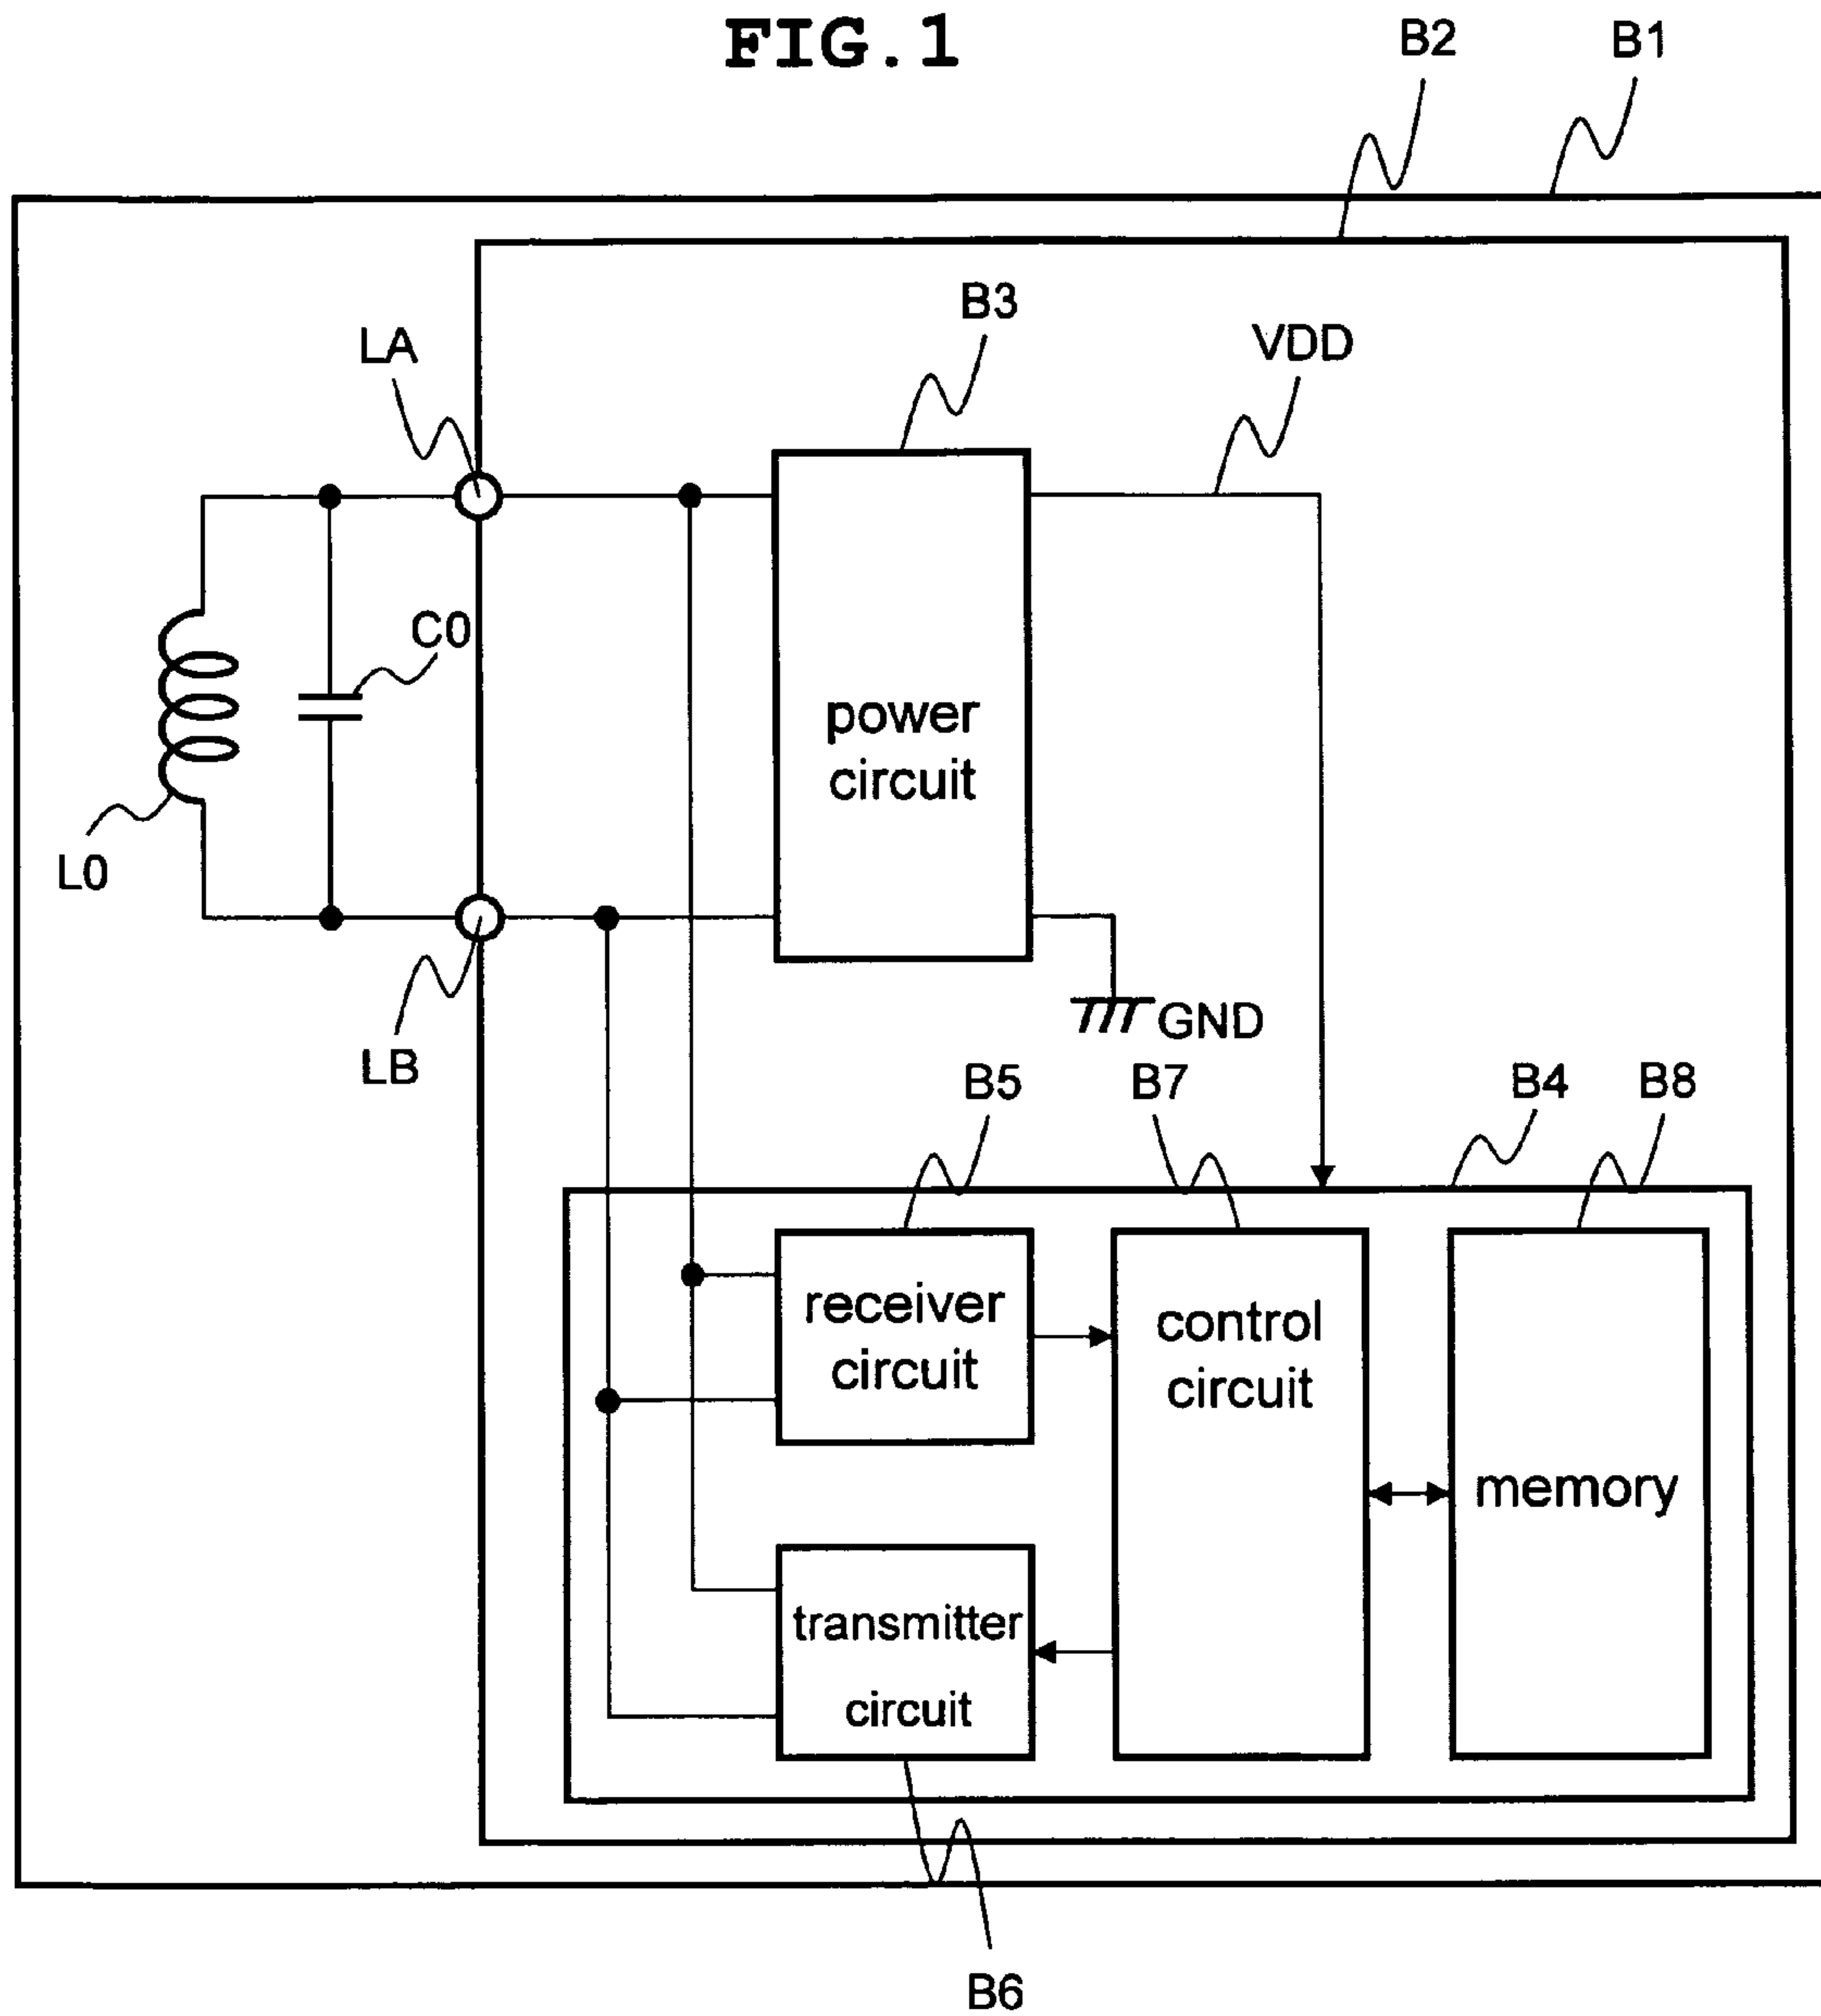 FIG.1
B2
B1
B3
LA
VDD
C0
power
circuit
L0
GND
LB
B5
B7
B4
B8
receiver
circuit
control
circuit
memory
transmitter
circuit
B6